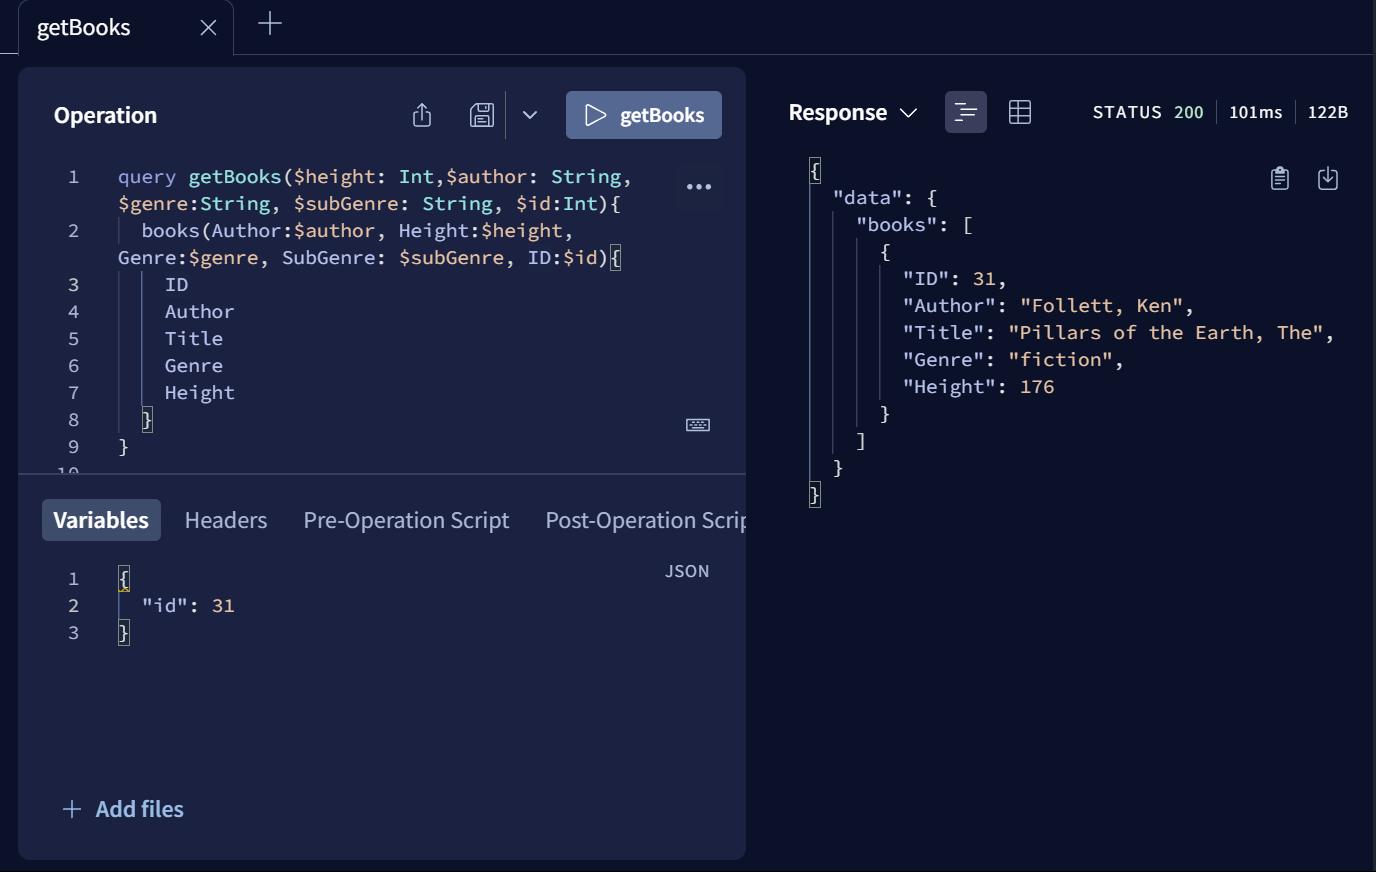 getBooks
Operation
getBooks
1 query getBooks($height: Int,$author: String,
$genre:String, $subGenre: String, $id:Int){
2 books(Author:$author, Height:$height,
Genre:$genre, SubGenre: $subGenre, ID:$id){
3 ID
4 Author
5 Title
6 Genre
7 Height
8 }
9 }
10
Variables Headers Pre-Operation Script Post-Operation Scrip
JSON
1 {
2 "id": 31
3 }
Add files
Response STATUS 200 101ms 122B
{
"data": {
"books": [
{
"ID": 31,
"Author": "Follett, Ken",
"Title": "Pillars of the Earth, The",
"Genre": "fiction",
"Height": 176
}
]
}
}